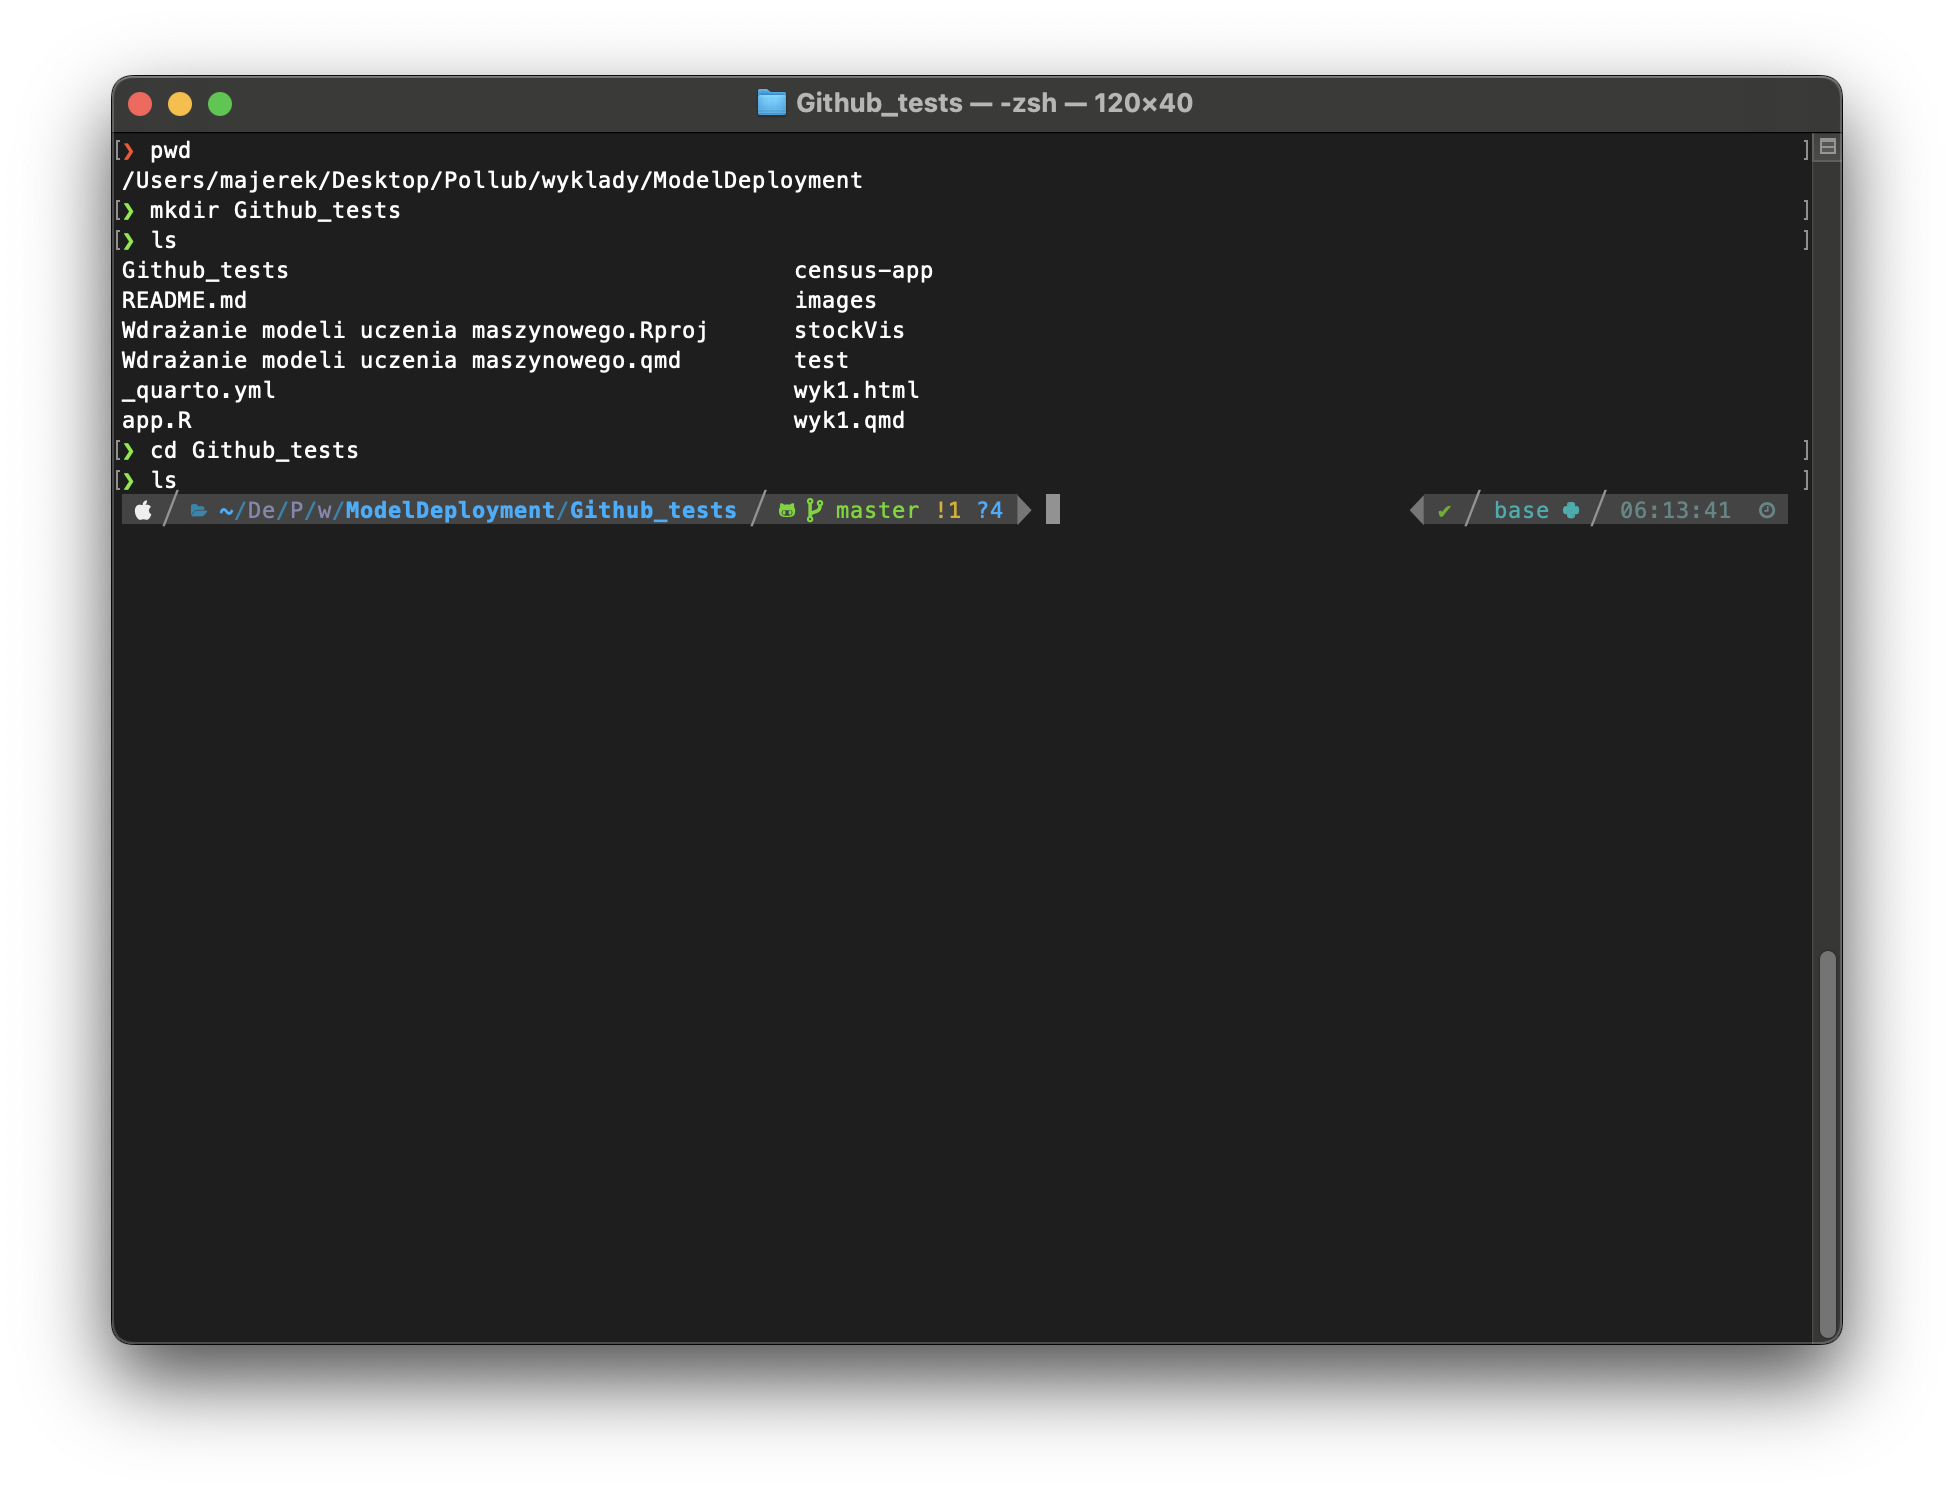 Github_tests — -zsh — 120×40
[❯ pwd ]
/Users/majerek/Desktop/Pollub/wyklady/ModelDeployment
[❯ mkdir Github_tests ]
[❯ ls ]
Github_tests census-app
README.md images
Wdrażanie modeli uczenia maszynowego.Rproj stockVis
Wdrażanie modeli uczenia maszynowego.qmd test
_quarto.yml wyk1.html
app.R wyk1.qmd
[❯ cd Github_tests ]
[❯ ls ]
~/De/P/w/ModelDeployment/Github_tests master !1 ?4 ✔ base 06:13:41